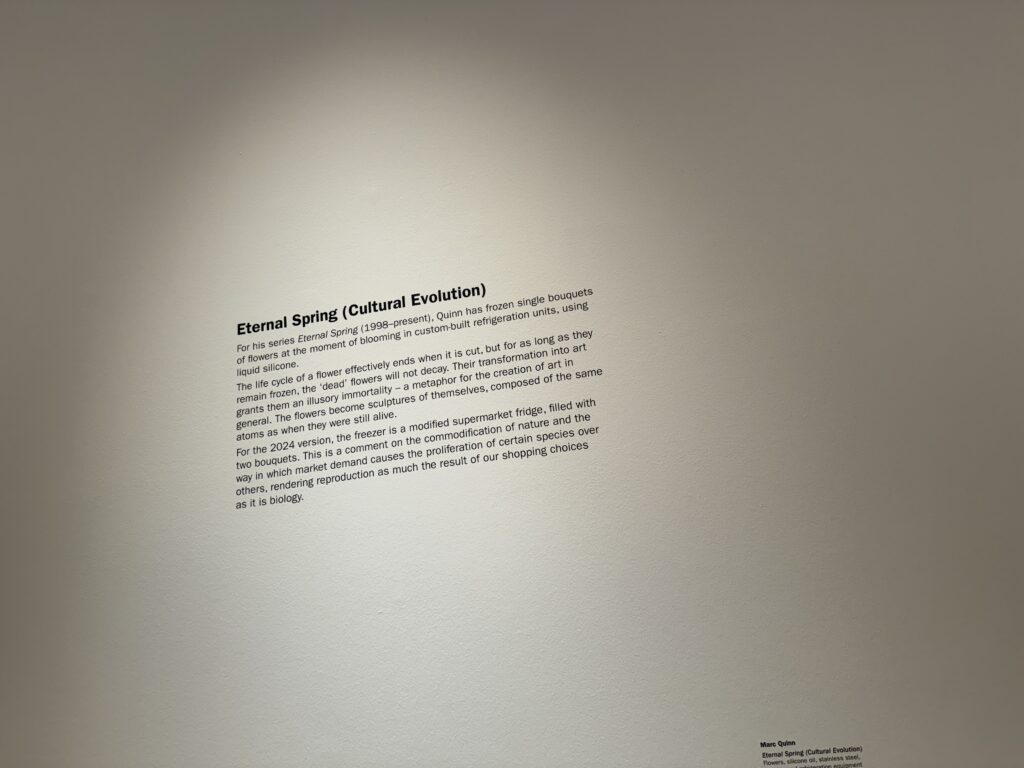 Eternal Spring (Cultural Evolution)
For his series Eternal Spring (1998–present), Quinn has frozen single bouquets
of flowers at the moment of blooming in custom-built refrigeration units, using
liquid silicone.
The life cycle of a flower effectively ends when it is cut, but for as long as they
remain frozen, the ‘dead’ flowers will not decay. Their transformation into art
grants them an illusory immortality – a metaphor for the creation of art in
general. The flowers become sculptures of themselves, composed of the same
atoms as when they were still alive.
For the 2024 version, the freezer is a modified supermarket fridge, filled with
two bouquets. This is a comment on the commodification of nature and the
way in which market demand causes the proliferation of certain species over
others, rendering reproduction as much the result of our shopping choices
as it is biology.
Marc Quinn
Eternal Spring (Cultural Evolution)
Flowers, silicone oil, stainless steel,
refrigeration equipment